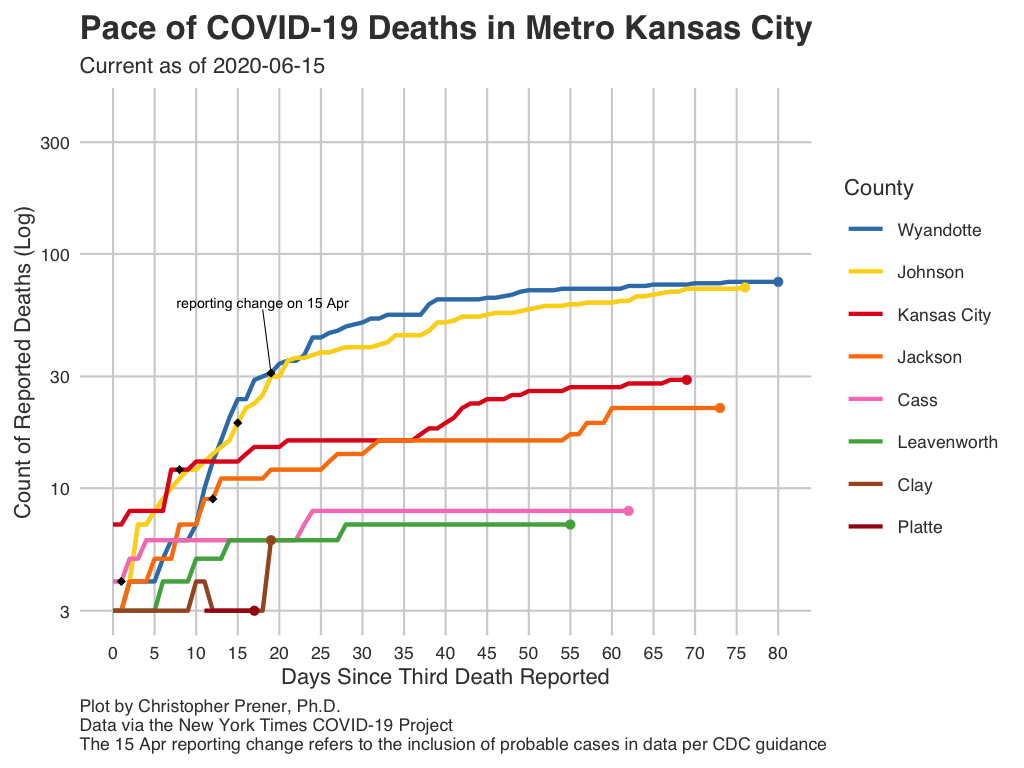 Pace of COVID-19 Deaths in Metro Kansas City
Current as of 2020-06-15
Count of Reported Deaths (Log)
300
100
30
10
3
reporting change on 15 Apr
0 5 10 15 20 25 30 35 40 45 50 55 60 65 70 75 80
Days Since Third Death Reported
County
Wyandotte
Johnson
Kansas City
Jackson
Cass
Leavenworth
Clay
Platte
Plot by Christopher Prener, Ph.D.
Data via the New York Times COVID-19 Project
The 15 Apr reporting change refers to the inclusion of probable cases in data per CDC guidance